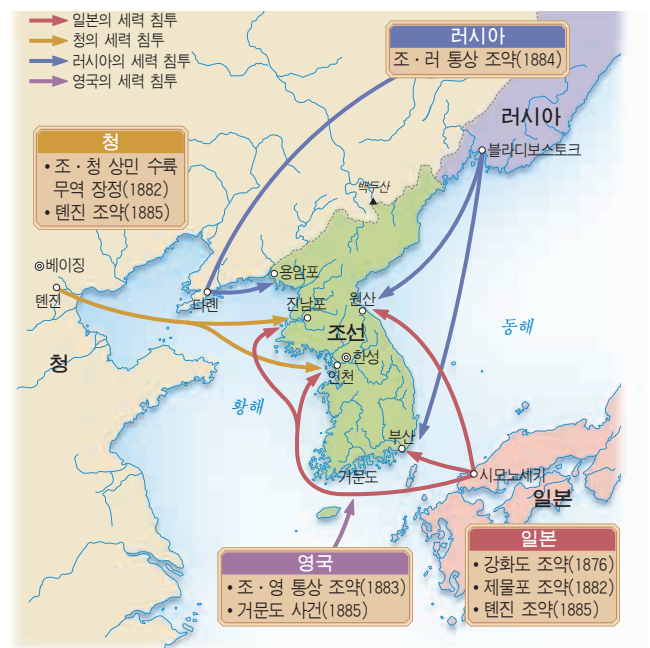 일본의 세력 침투
청의 세력 침투
러시아의 세력 침투
영국의 세력 침투
러시아
조·러 통상 조약(1884)
청
• 조·청 상민 수륙
무역 장정(1882)
• 톈진 조약(1885)
러시아
블라디보스토크
백두산
베이징
톈진
다롄
용암포
진남포
원산
조선
한성
인천
동해
청
황해
부산
거문도
시모노세키
일본
영국
• 조·영 통상 조약(1883)
• 거문도 사건(1885)
일본
• 강화도 조약(1876)
• 제물포 조약(1882)
• 톈진 조약(1885)